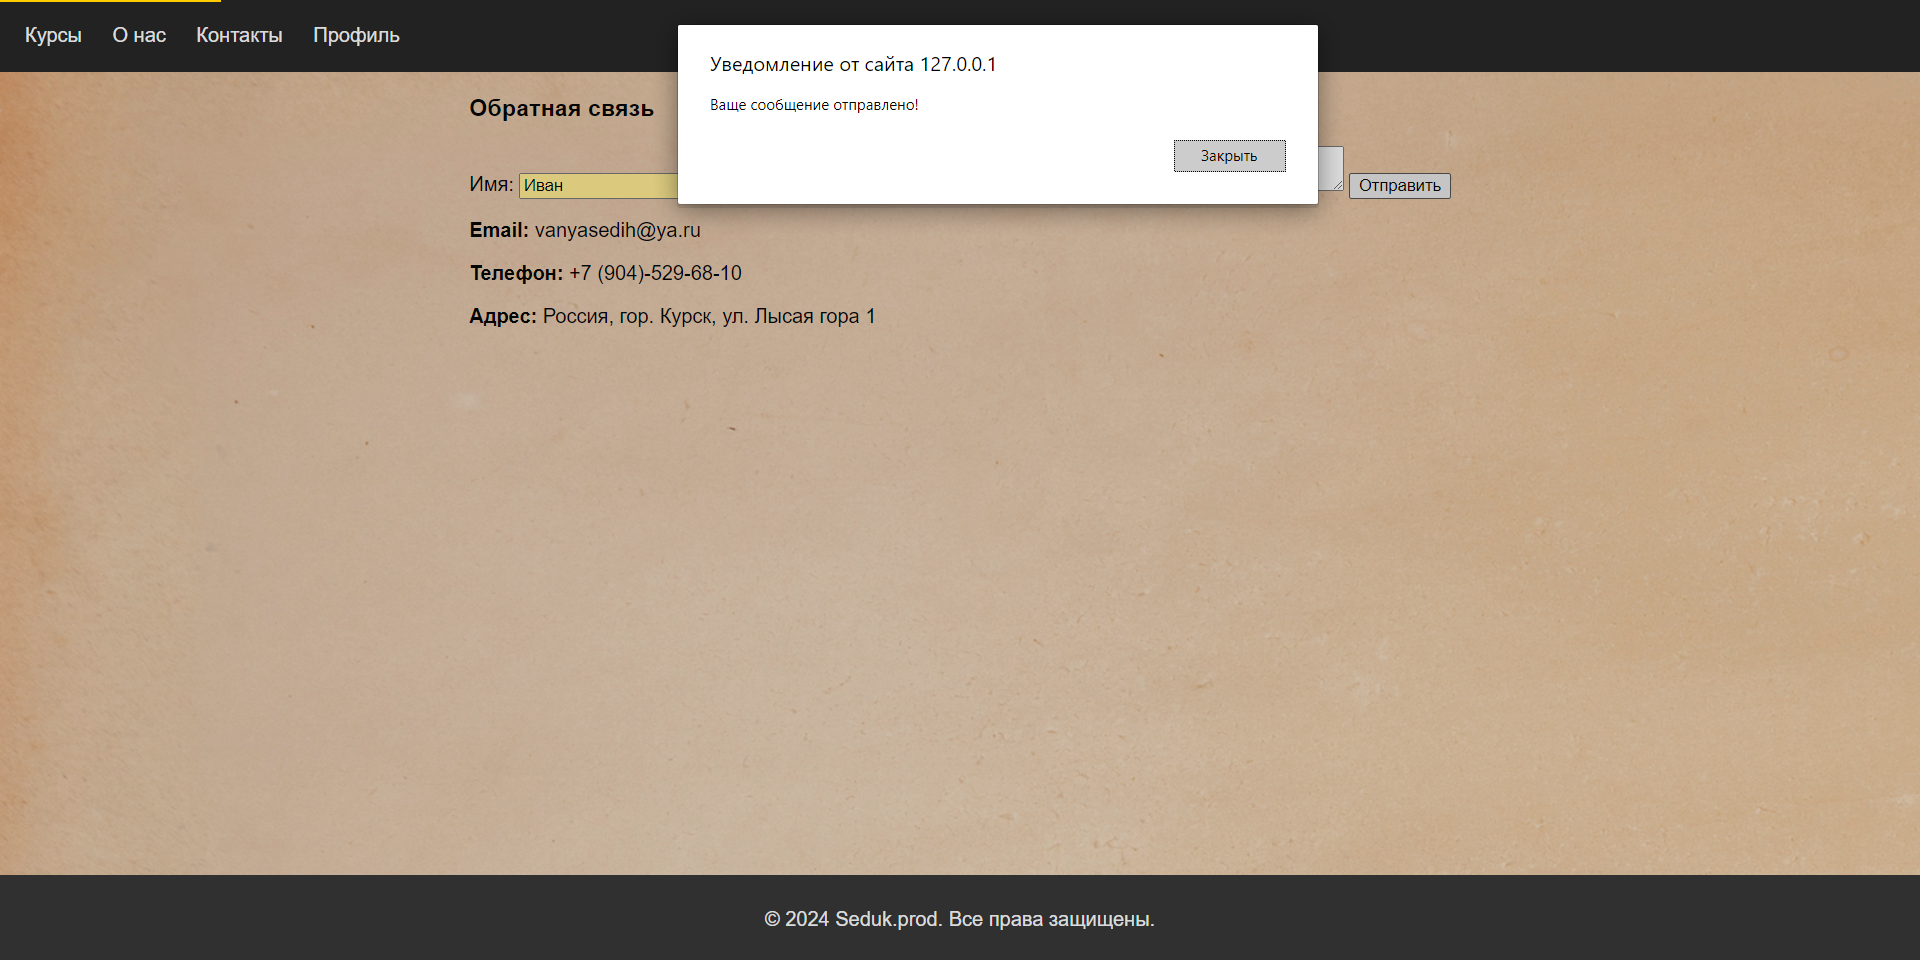 Курсы О нас Контакты Профиль
Уведомление от сайта 127.0.0.1
Ваще сообщение отправлено!
Закрыть
Обратная связь
Имя: Иван Отправить
Email: vanyasedih@ya.ru
Телефон: +7 (904)-529-68-10
Адрес: Россия, гор. Курск, ул. Лысая гора 1
© 2024 Seduk.prod. Все права защищены.